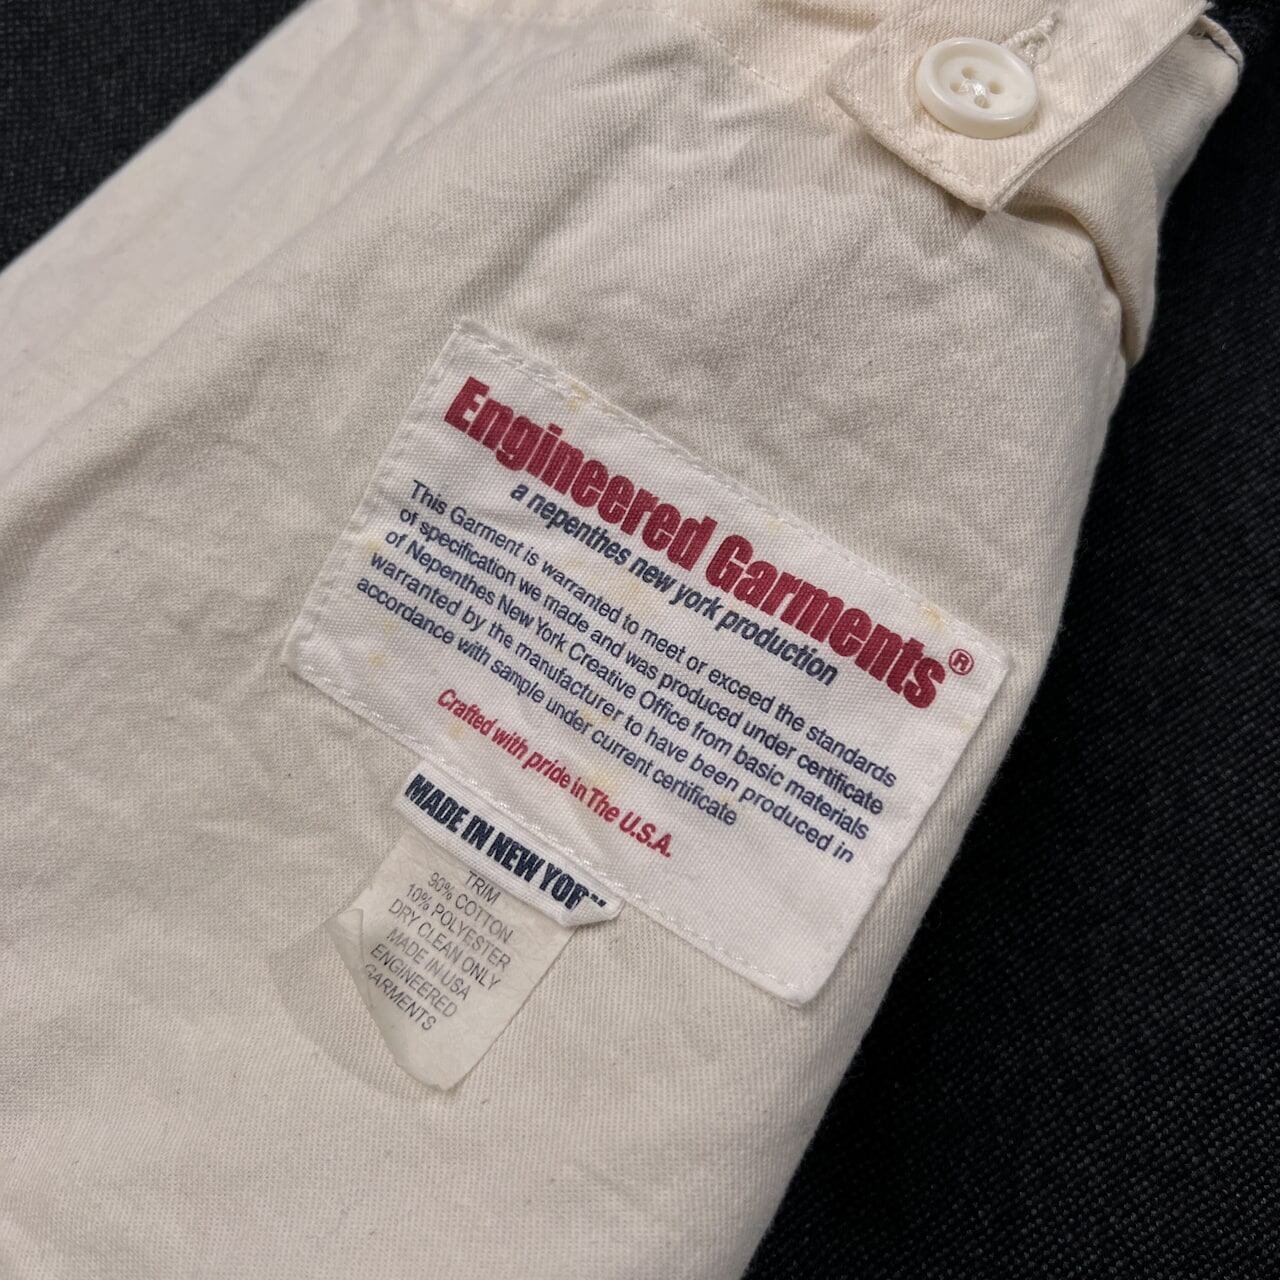 Engineered Garments®
a nepenthes new york production
This Garment is warranted to meet or exceed the standards
of specification we made and was produced under certificate
of Nepenthes New York Creative Office from basic materials
warranted by the manufacturer to have been produced in
accordance with sample under current certificate
Crafted with pride in The U.S.A.
MADE IN NEW YORK
TRIM
90% COTTON
10% POLYESTER
DRY CLEAN ONLY
MADE IN USA
ENGINEERED
GARMENTS